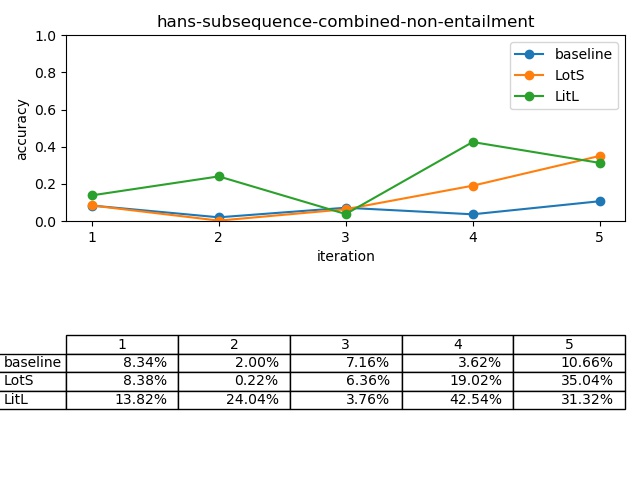 hans-subsequence-combined-non-entailment
1.0
0.8
0.6
0.4
0.2
0.0
accuracy
baseline
LotS
LitL
1 2 3 4 5
iteration
1 2 3 4 5
baseline 8.34% 2.00% 7.16% 3.62% 10.66%
LotS 8.38% 0.22% 6.36% 19.02% 35.04%
LitL 13.82% 24.04% 3.76% 42.54% 31.32%